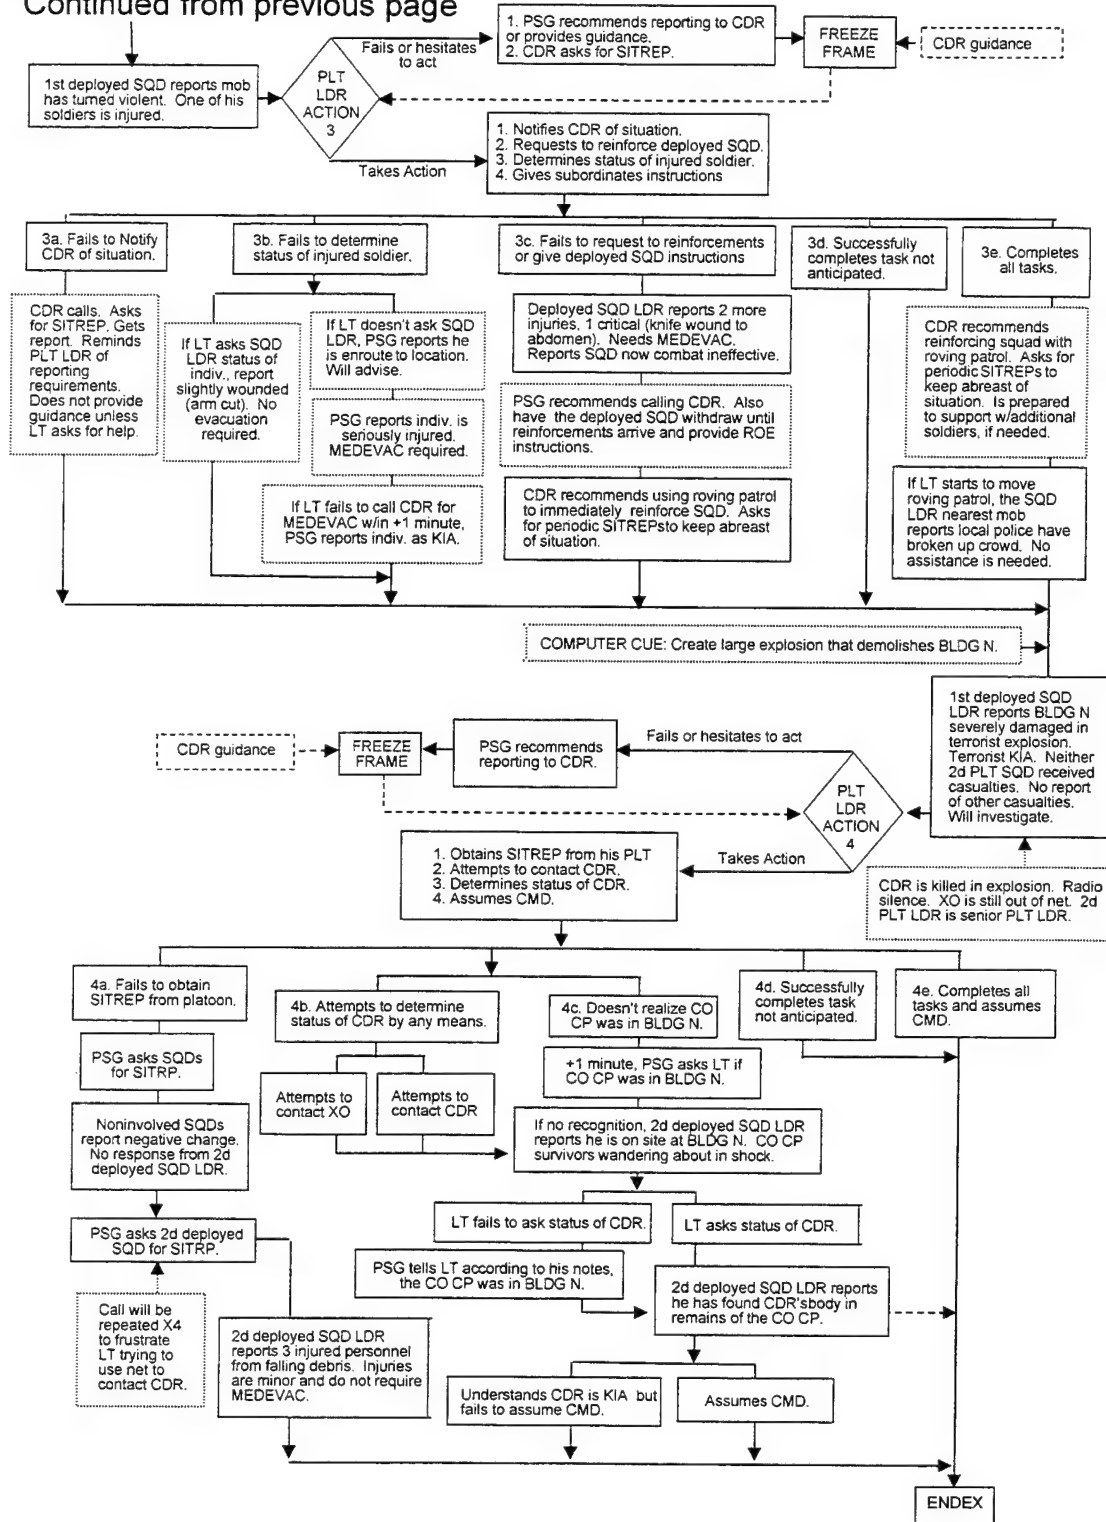 Continued from previous page
1st deployed SQD reports mob
has turned violent. One of his
soldiers is injured.
PLT
LDR
ACTION
3
Fails or hesitates
to act
1. PSG recommends reporting to CDR
or provides guidance.
2. CDR asks for SITREP.
FREEZE
FRAME
CDR guidance
Takes Action
1. Notifies CDR of situation.
2. Requests to reinforce deployed SQD.
3. Determines status of injured soldier.
4. Gives subordinates instructions
3a. Fails to Notify
CDR of situation.
3b. Fails to determine
status of injured soldier.
3c. Fails to request to reinforcements
or give deployed SQD instructions
3d. Successfully
completes task not
anticipated.
3e. Completes
all tasks.
CDR calls. Asks
for SITREP. Gets
report. Reminds
PLT LDR of
reporting
requirements.
Does not provide
guidance unless
LT asks for help.
If LT asks SQD
LDR status of
indiv., report
slightly wounded
(arm cut). No
evacuation
required.
If LT doesn't ask SQD
LDR, PSG reports he
is enroute to location.
Will advise.
PSG reports indiv. is
seriously injured.
MEDEVAC required.
If LT fails to call CDR for
MEDEVAC w/in +1 minute,
PSG reports indiv. as KIA.
Deployed SQD LDR reports 2 more
injuries, 1 critical (knife wound to
abdomen). Needs MEDEVAC.
Reports SQD now combat ineffective.
PSG recommends calling CDR. Also
have the deployed SQD withdraw until
reinforcements arrive and provide ROE
instructions.
CDR recommends using roving patrol
to immediately reinforce SQD. Asks
for periodic SITREPsto keep abreast
of situation.
CDR recommends
reinforcing squad with
roving patrol. Asks for
periodic SITREPs to
keep abreast of
situation. Is prepared
to support w/additional
soldiers, if needed.
If LT starts to move
roving patrol, the SQD
LDR nearest mob
reports local police have
broken up crowd. No
assistance is needed.
COMPUTER CUE: Create large explosion that demolishes BLDG N.
1st deployed SQD
LDR reports BLDG N
severely damaged in
terrorist explosion.
Terrorist KIA. Neither
2d PLT SQD received
casualties. No report
of other casualties.
Will investigate.
CDR is killed in explosion. Radio
silence. XO is still out of net. 2d
PLT LDR is senior PLT LDR.
PLT
LDR
ACTION
4
Fails or hesitates to act
PSG recommends
reporting to CDR.
FREEZE
FRAME
CDR guidance
Takes Action
1. Obtains SITREP from his PLT
2. Attempts to contact CDR.
3. Determines status of CDR.
4. Assumes CMD.
4a. Fails to obtain
SITREP from platoon.
4b. Attempts to determine
status of CDR by any means.
4c. Doesn't realize CO
CP was in BLDG N.
4d. Successfully
completes task
not anticipated.
4e. Completes all
tasks and assumes
CMD.
PSG asks SQDs
for SITRP.
Noninvolved SQDs
report negative change.
No response from 2d
deployed SQD LDR.
PSG asks 2d deployed
SQD for SITRP.
Call will be
repeated X4
to frustrate
LT trying to
use net to
contact CDR.
2d deployed SQD LDR
reports 3 injured personnel
from falling debris. Injuries
are minor and do not require
MEDEVAC.
Attempts to
contact XO
Attempts to
contact CDR
+1 minute, PSG asks LT if
CO CP was in BLDG N.
If no recognition, 2d deployed SQD LDR
reports he is on site at BLDG N. CO CP
survivors wandering about in shock.
LT fails to ask status of CDR.
LT asks status of CDR.
PSG tells LT according to his notes,
the CO CP was in BLDG N.
2d deployed SQD LDR reports
he has found CDR'sbody in
remains of the CO CP.
Understands CDR is KIA but
fails to assume CMD.
Assumes CMD.
ENDEX